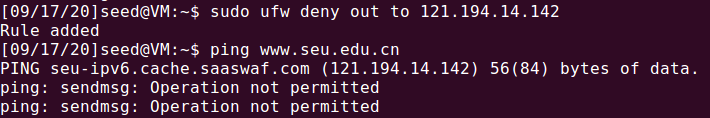 [09/17/20]seed@VM:~$ sudo ufw deny out to 121.194.14.142
Rule added
[09/17/20]seed@VM:~$ ping www.seu.edu.cn
PING seu-ipv6.cache.saaswaf.com (121.194.14.142) 56(84) bytes of data.
ping: sendmsg: Operation not permitted
ping: sendmsg: Operation not permitted